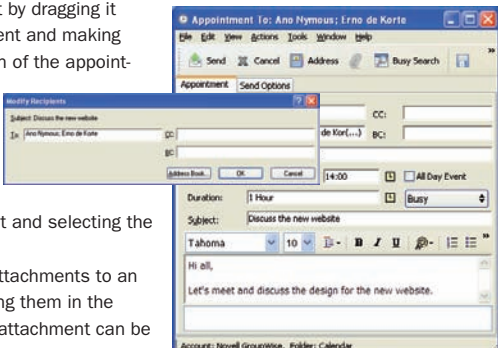 t by dragging it
ent and making
n of the appoint-
t and selecting the
ttachments to an
ng them in the
attachment can be
Appointment To: Ano Nymous; Erno de Korte
File Edit View Actions Tools Window Help
Send Cancel Address Busy Search
Appointment Send Options
CC:
de Kor(...) BC:
14:00 All Day Event
Duration: 1 Hour Busy
Subject: Discuss the new website
Tahoma 10 B I U
Hi all,
Let's meet and discuss the design for the new website.
Account: Novell GroupWise, Folder: Calendar
Modify Recipients
Subject: Discuss the new website
To: Ano Nymous; Erno de Korte CC:
BC:
Address Book... OK Cancel